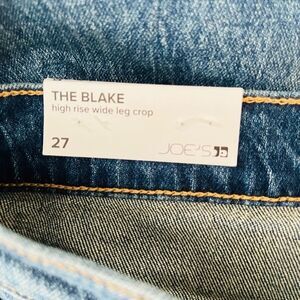 THE BLAKE
high rise wide leg crop
27
JOE'S